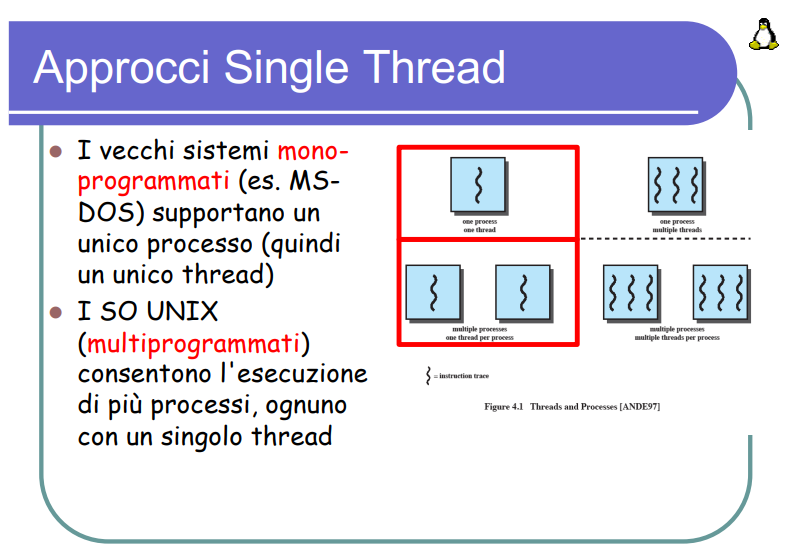 Approcci Single Thread
I vecchi sistemi mono-
programmati (es. MS-
DOS) supportano un
unico processo (quindi
un unico thread)
I SO UNIX
(multiprogrammati)
consentono l'esecuzione
di più processi, ognuno
con un singolo thread
one process
one thread
one process
multiple threads
multiple processes
one thread per process
multiple processes
multiple threads per process
= instruction trace
Figure 4.1 Threads and Processes [ANDE97]